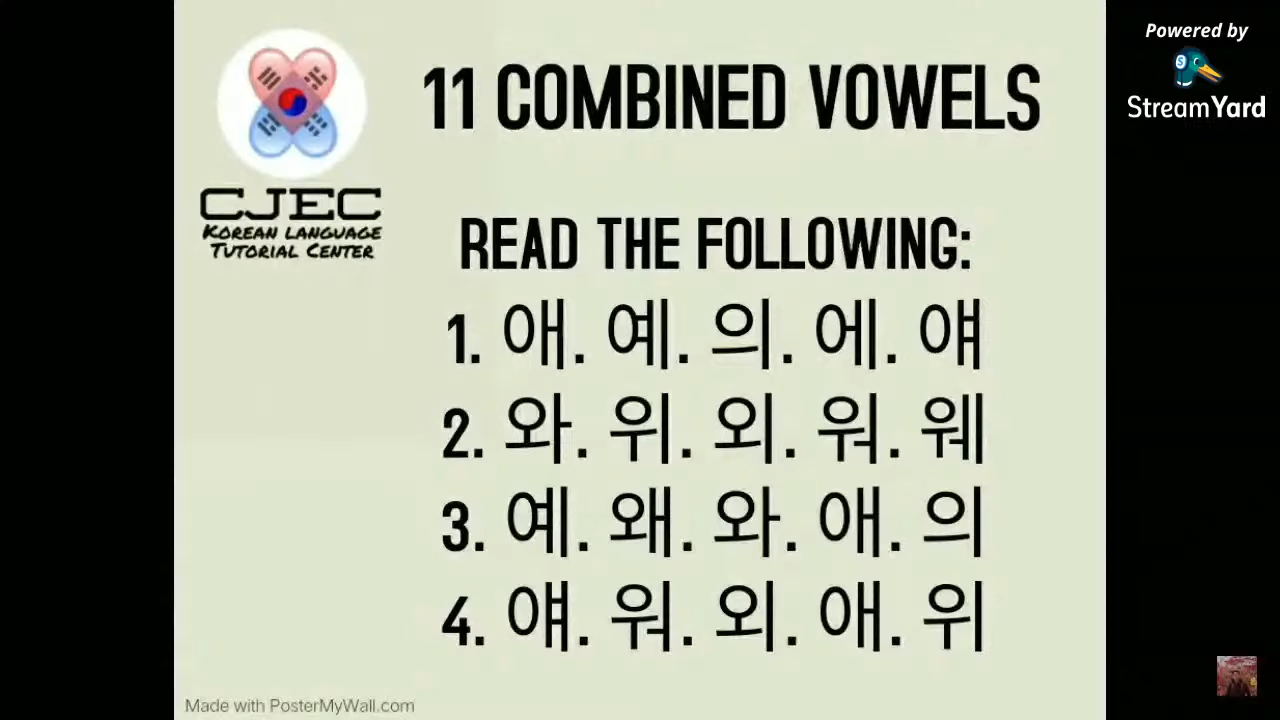 11 COMBINED VOWELS
CJEC
KOREAN LANGUAGE
TUTORIAL CENTER
READ THE FOLLOWING:
1. 애. 예. 의. 에. 얘
2. 와. 위. 외. 워. 웨
3. 예. 왜. 와. 애. 의
4. 얘. 워. 외. 애. 위
Made with PosterMyWall.com
Powered by
StreamYard